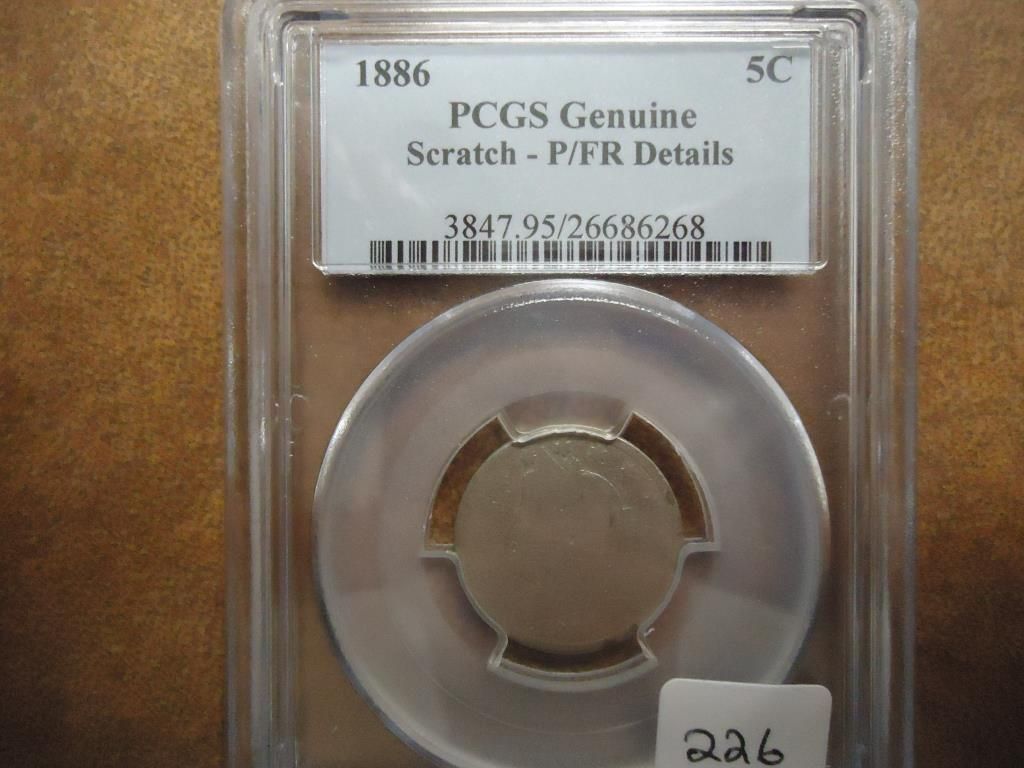 1886 5C
PCGS Genuine
Scratch - P/FR Details
3847.95/26686268
226